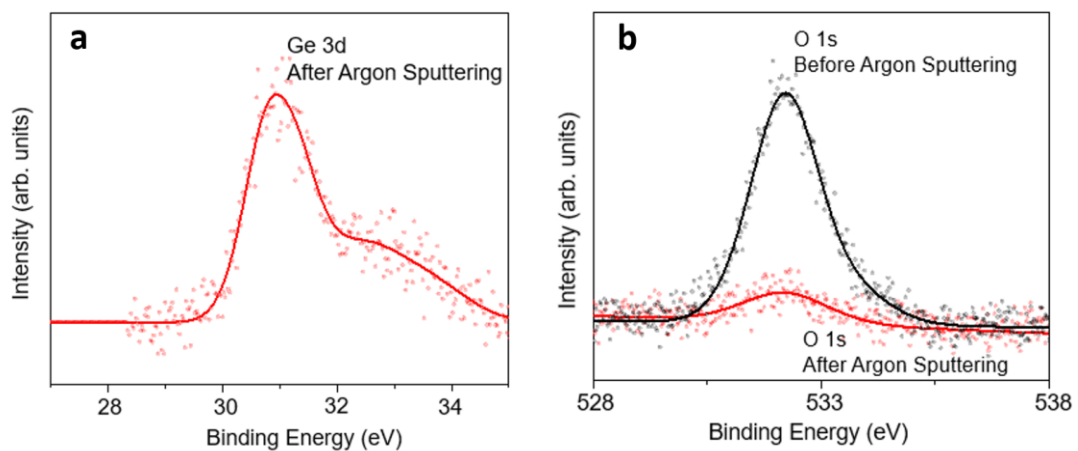 a
Ge 3d
After Argon Sputtering
Intensity (arb. units)
28
30
32
34
Binding Energy (eV)
b
O 1s
Before Argon Sputtering
Intensity (arb. units)
O 1s
After Argon Sputtering
528
533
538
Binding Energy (eV)